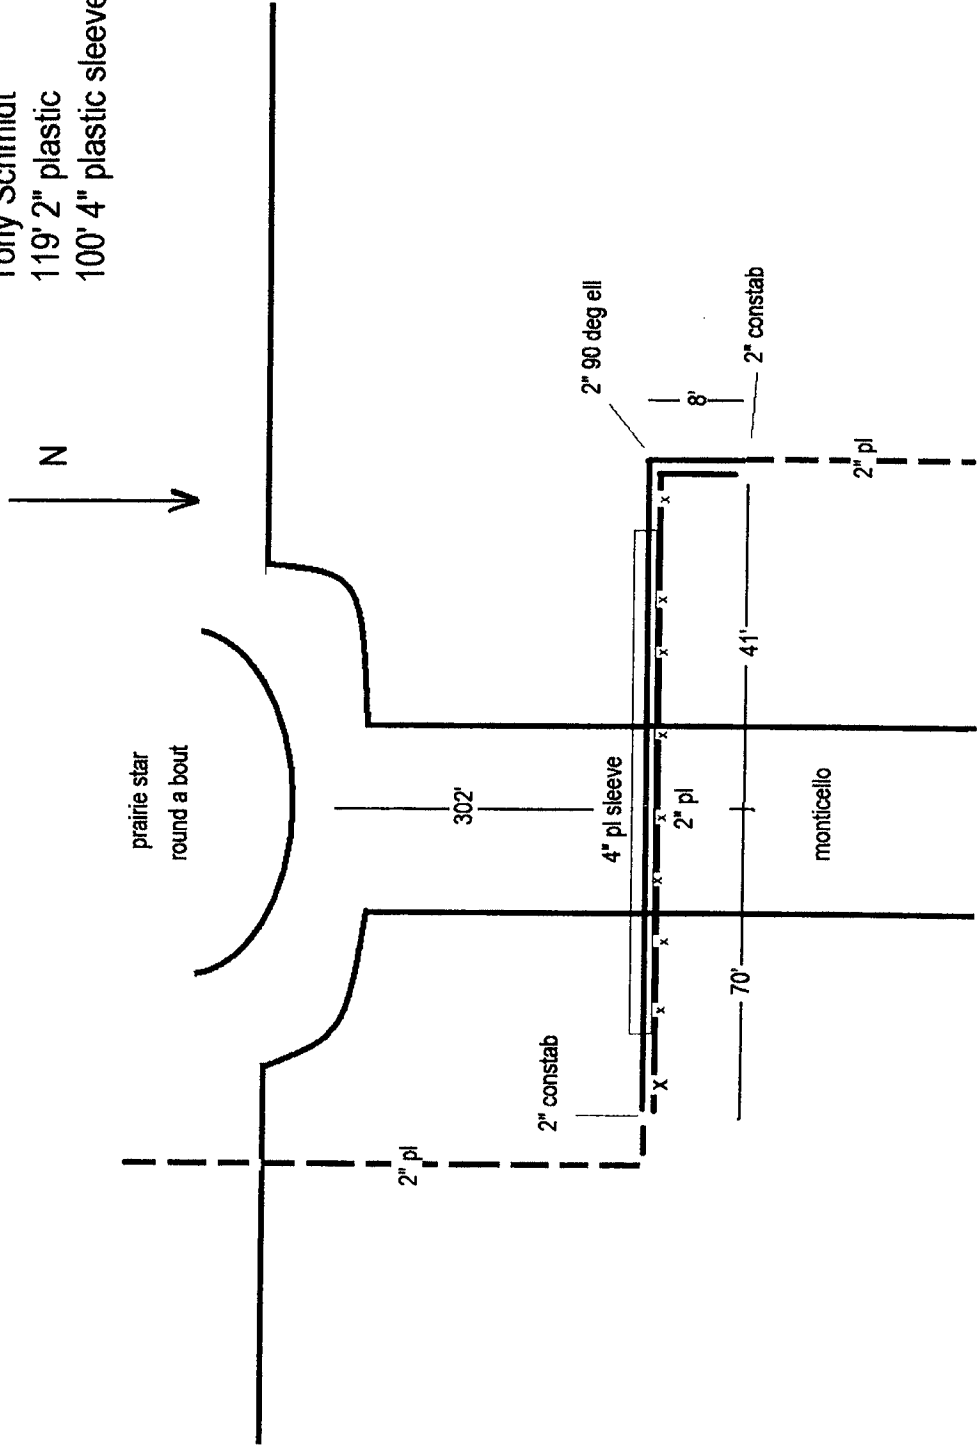 Tony Schmidt
119' 2" plastic
100' 4" plastic sleeve
N
prairie star
round a bout
302'
2" 90 deg ell
8'
2" constab
2" pl
4" pl sleeve
2" pl
41'
70'
monticello
2" constab
2" pl
x
x
x
x
x
x
x
x
X